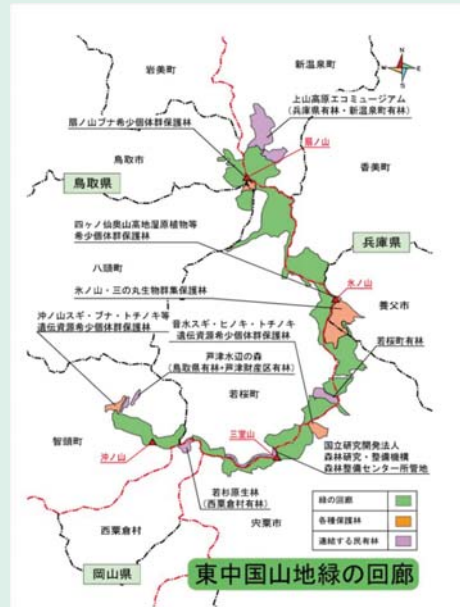 岩美町
新温泉町
N
W
E
S
上山高原エコミュージアム
(兵庫県有林・新温泉町有林)
扇ノ山ブナ希少個体群保護林
扇ノ山
鳥取市
香美町
鳥取県
四ヶノ仙奥山高地湿原植物等
希少個体群保護林
兵庫県
八頭町
氷ノ山
氷ノ山・三の丸生物群集保護林
養父市
沖ノ山スギ・ブナ・トチノキ等
遺伝資源希少個体群保護林
音水スギ・ヒノキ・トチノキ
遺伝資源希少個体群保護林
若桜町有林
芦津水辺の森
(鳥取県有林+芦津財産区有林)
若桜町
智頭町
三室山
沖ノ山
国立研究開発法人
森林研究・整備機構
森林整備センター所管地
若杉原生林
(西粟倉村有林)
宍粟市
西粟倉村
緑の回廊
各種保護林
連結する民有林
岡山県
東中国山地緑の回廊